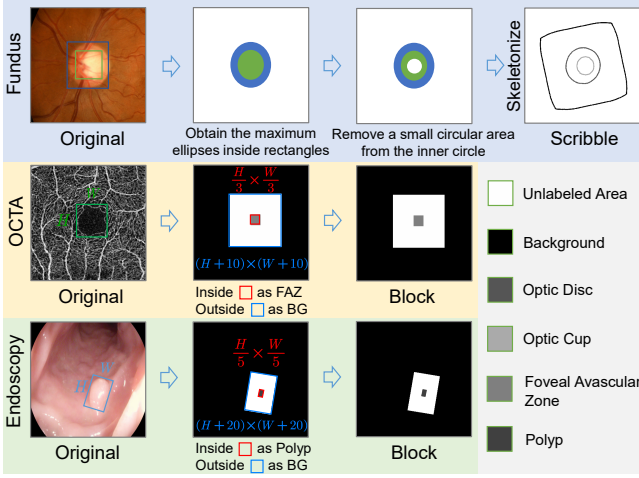 Fundus
Original
Obtain the maximum
ellipses inside rectangles
Remove a small circular area
from the inner circle
Skeletonize
Scribble
OCTA
W
H
Original
H/3 × W/3
(H+10)×(W+10)
Inside □ as FAZ
Outside □ as BG
Block
Endoscopy
W
H
Original
H/5 × W/5
(H+20)×(W+20)
Inside □ as Polyp
Outside □ as BG
Block
Unlabeled Area
Background
Optic Disc
Optic Cup
Foveal Avascular
Zone
Polyp